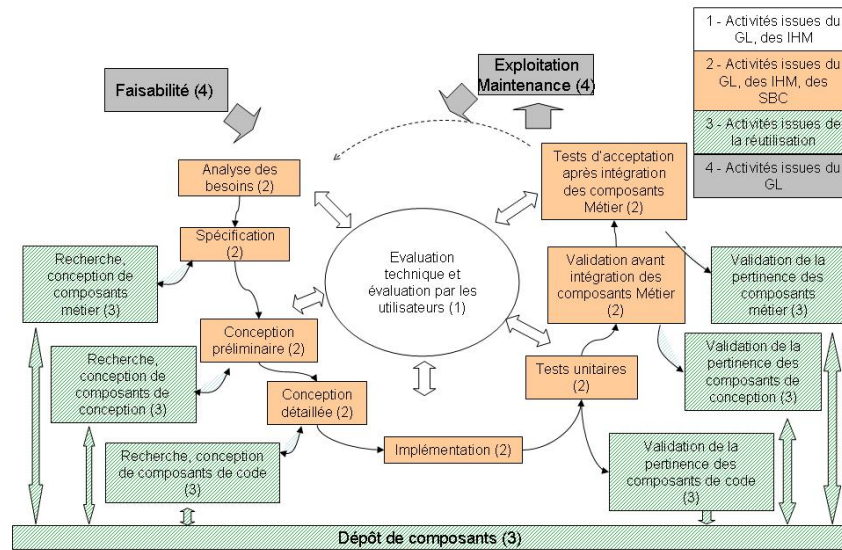 Faisabilité (4)
Exploitation
Maintenance (4)
1 - Activités issues du
GL, des IHM
2 - Activités issues du
GL, des IHM, des
SBC
3 - Activités issues de
la réutilisation
4 - Activités issues du
GL
Analyse des
besoins (2)
Spécification
(2)
Recherche,
conception de
composants
métier (3)
Conception
préliminaire (2)
Recherche,
conception de
composants de
conception (3)
Conception
détaillée (2)
Recherche, conception
de composants de code
(3)
Implémentation (2)
Evaluation
technique et
évaluation par les
utilisateurs (1)
Tests d'acceptation
après intégration
des composants
Métier (2)
Validation avant
intégration des
composants Métier
(2)
Tests unitaires
(2)
Validation de la
pertinence des
composants
métier (3)
Validation de la
pertinence des
composants de
conception (3)
Validation de la
pertinence des
composants de code
(3)
Dépôt de composants (3)